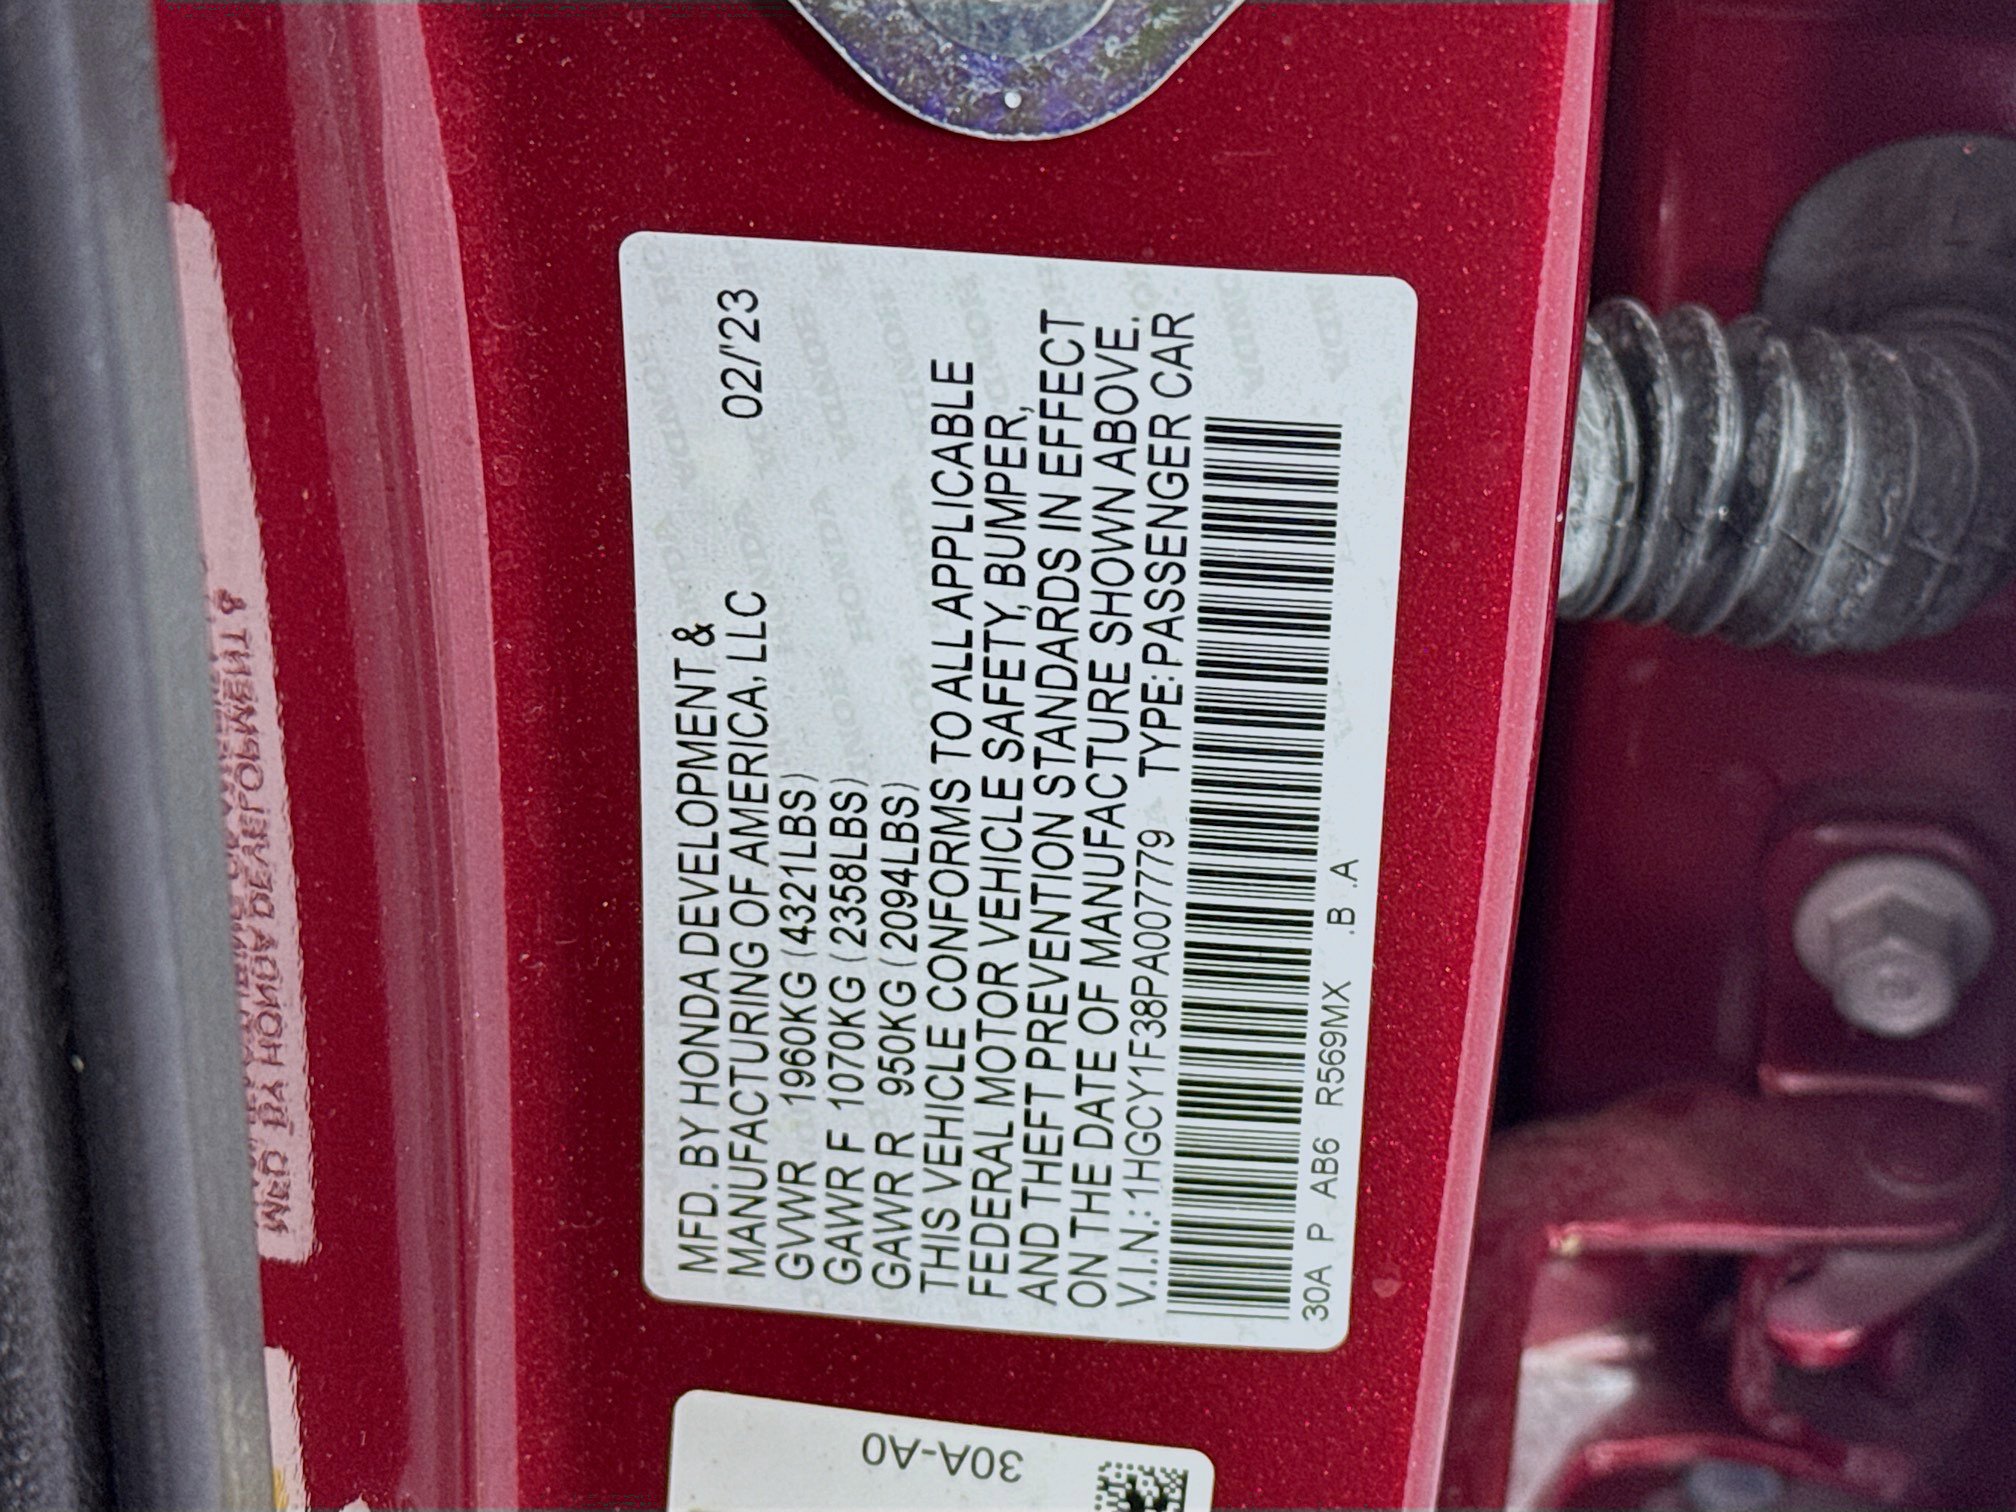 MFD. BY HONDA DEVELOPMENT &
MANUFACTURING OF AMERICA, LLC 02/'23
GVWR 1960KG (4321LBS)
GAWR F 1070KG (2358LBS)
GAWR R 950KG (2094LBS)
THIS VEHICLE CONFORMS TO ALL APPLICABLE
FEDERAL MOTOR VEHICLE SAFETY, BUMPER,
AND THEFT PREVENTION STANDARDS IN EFFECT
ON THE DATE OF MANUFACTURE SHOWN ABOVE.
V.I.N.: 1HGCY1F38PA007779 TYPE: PASSENGER CAR
30A P AB6 R569MX .B .A
30A-A0